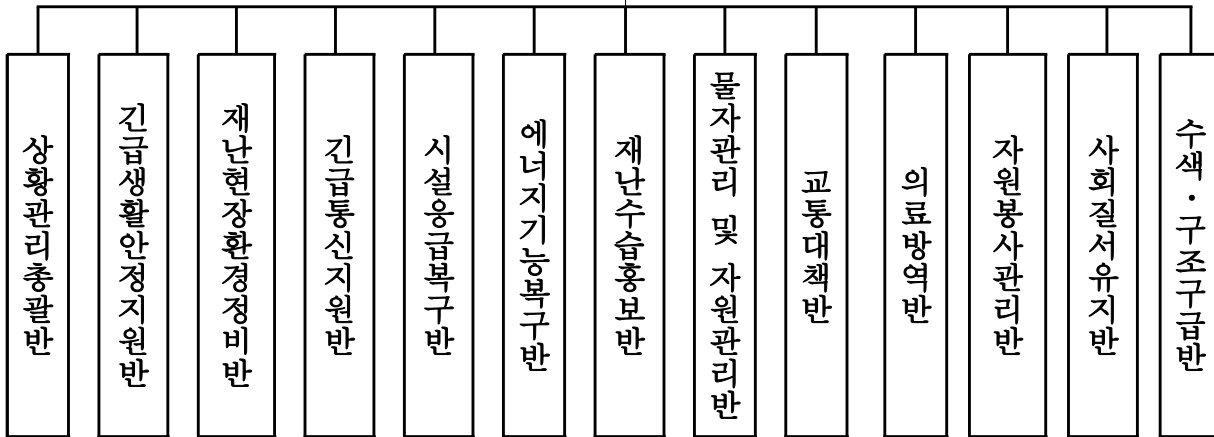 상황관리총괄반
긴급생활안정지원반
재난현장환경정비반
긴급통신지원반
시설응급복구반
에너지기능복구반
재난수습홍보반
물자관리 및 자원관리반
교통대책반
의료방역반
자원봉사관리반
사회질서유지반
수색·구조구급반